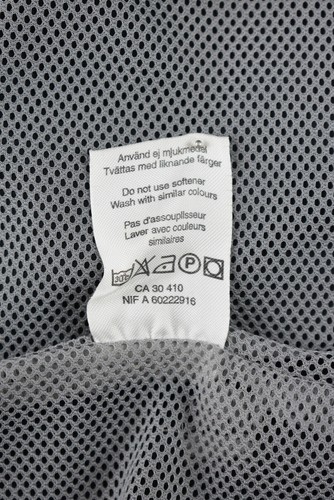 Använd ej mjukmedel
Tvättas med liknande färger
Do not use softener
Wash with similar colours
Pas d'assouplisseur
Laver avec couleurs
similaires
30° P
CA 30 410
NIF A 60222916